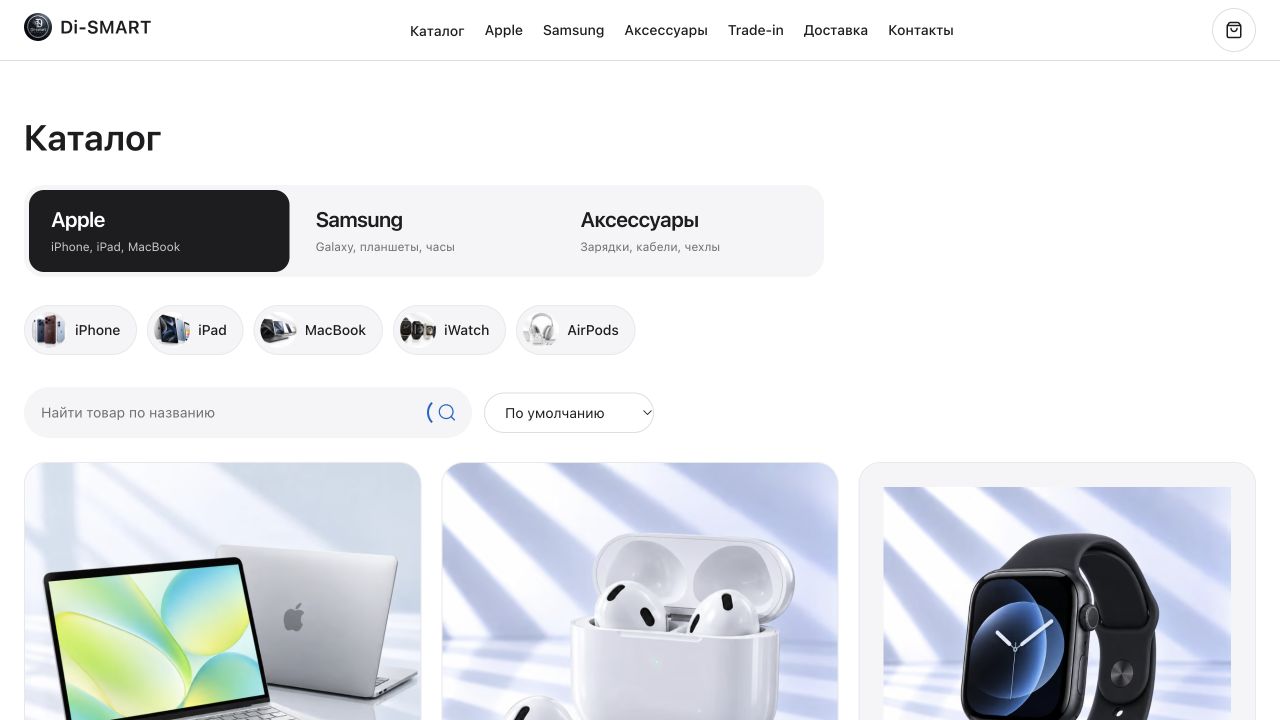 Di-SMART
Каталог Apple Samsung Аксессуары Trade-in Доставка Контакты
Каталог
Apple
iPhone, iPad, MacBook
Samsung
Galaxy, планшеты, часы
Аксессуары
Зарядки, кабели, чехлы
iPhone
iPad
MacBook
iWatch
AirPods
Найти товар по названию
По умолчанию